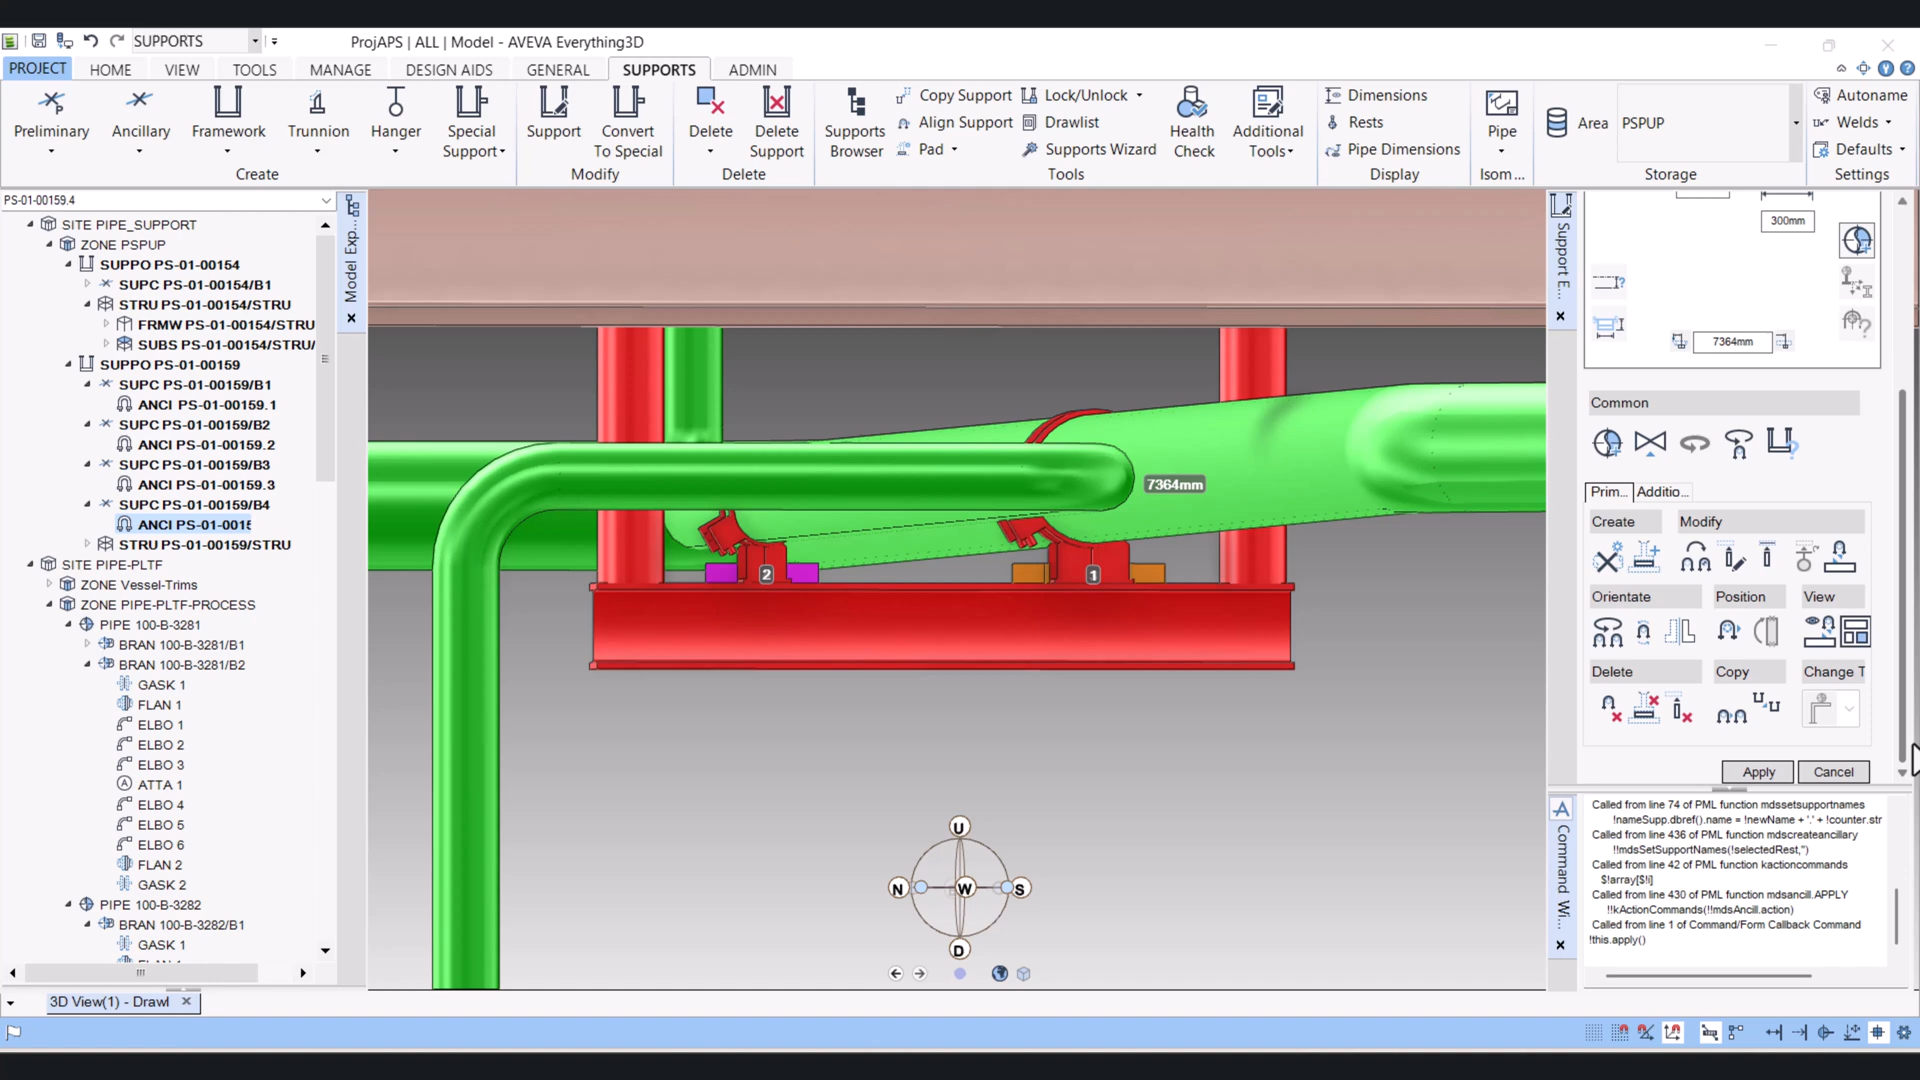 SUPPORTS
ProjAPS | ALL | Model - AVEVA Everything3D
PROJECT HOME VIEW TOOLS MANAGE DESIGN AIDS GENERAL SUPPORTS ADMIN
Preliminary
Ancillary
Framework
Trunnion
Hanger
Special
Support
Create
Support
Convert
To Special
Modify
Delete
Delete
Support
Delete
Supports
Browser
Copy Support
Align Support
Pad
Lock/Unlock
Drawlist
Supports Wizard
Health
Check
Additional
Tools
Tools
Dimensions
Rests
Pipe Dimensions
Display
Pipe
Isom ...
Area PSPUP
Storage
Autoname
Welds
Defaults
Settings
PS-01-00159.4
SITE PIPE_SUPPORT
ZONE PSPUP
SUPPO PS-01-00154
SUPC PS-01-00154/B1
STRU PS-01-00154/STRU
FRMW PS-01-00154/STRU
SUBS PS-01-00154/STRU/
SUPPO PS-01-00159
SUPC PS-01-00159/B1
ANCI PS-01-00159.1
SUPC PS-01-00159/B2
ANCI PS-01-00159.2
SUPC PS-01-00159/B3
ANCI PS-01-00159.3
SUPC PS-01-00159/B4
ANCI PS-01-0015
STRU PS-01-00159/STRU
SITE PIPE-PLTF
ZONE Vessel-Trims
ZONE PIPE-PLTF-PROCESS
PIPE 100-B-3281
BRAN 100-B-3281/B1
BRAN 100-B-3281/B2
GASK 1
FLAN 1
ELBO 1
ELBO 2
ELBO 3
ATTA 1
ELBO 4
ELBO 5
ELBO 6
FLAN 2
GASK 2
PIPE 100-B-3282
BRAN 100-B-3282/B1
GASK 1
Model Exp...
7364mm
2
1
U
N W S
D
Support E...
300mm
7364mm
Common
Prim... Additio...
Create Modify
Orientate Position View
Delete Copy Change T
Apply Cancel
Command Wi...
Called from line 74 of PML function mdssetsupportnames
!nameSupp.dbref().name = !newName + '.' + !counter.str
Called from line 436 of PML function mdscreateancillary
!!mdsSetSupportNames(!selectedRest,'')
Called from line 42 of PML function kactioncommands
$!array[$!i]
Called from line 430 of PML function mdsancill.APPLY
!!kActionCommands(!!mdsAncill.action)
Called from line 1 of Command/Form Callback Command
!this.apply()
3D View(1) - Drawl